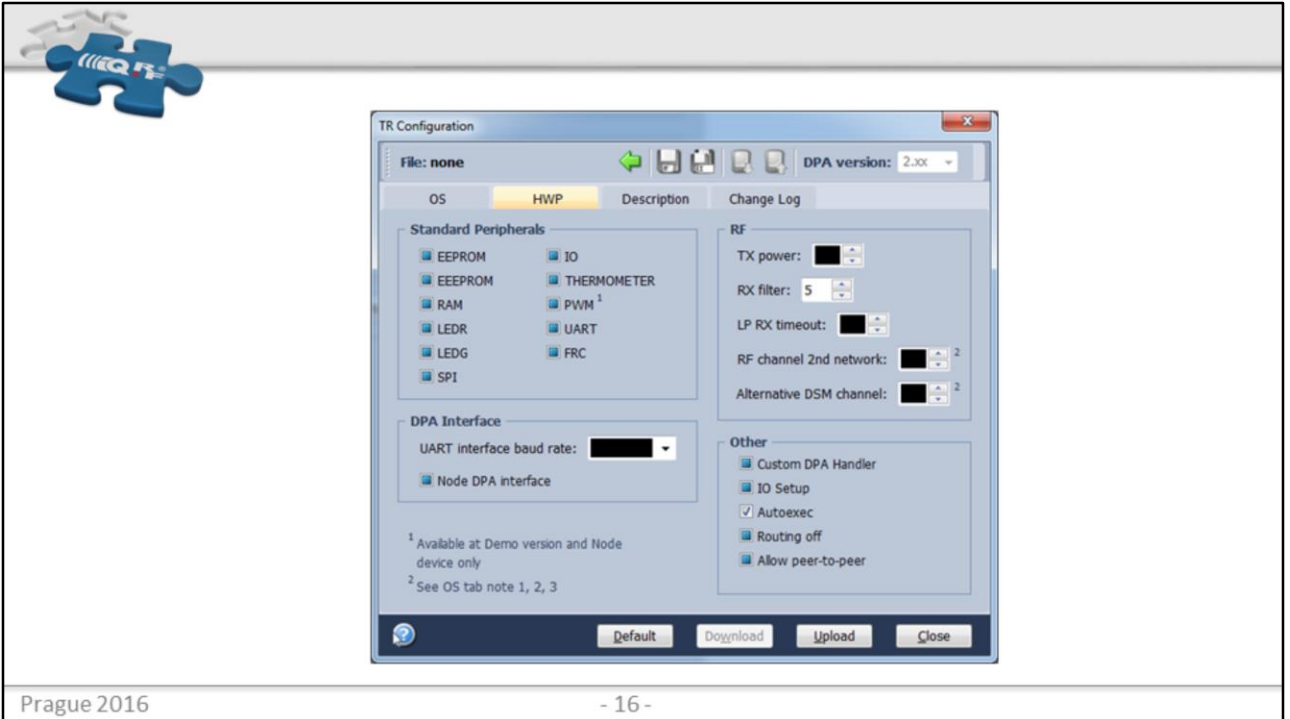 IQRF®
TR Configuration
x
File: none
DPA version: 2.xx
OS HWP Description Change Log
Standard Peripherals
EEPROM IO
EEEPROM THERMOMETER
RAM PWM 1
LEDR UART
LEDG FRC
SPI
DPA Interface
UART interface baud rate:
Node DPA interface
1 Available at Demo version and Node
device only
2 See OS tab note 1, 2, 3
RF
TX power:
RX filter: 5
LP RX timeout:
RF channel 2nd network: 2
Alternative DSM channel: 2
Other
Custom DPA Handler
IO Setup
Autoexec
Routing off
Allow peer-to-peer
? Default Download Upload Close
Prague 2016 - 16 -